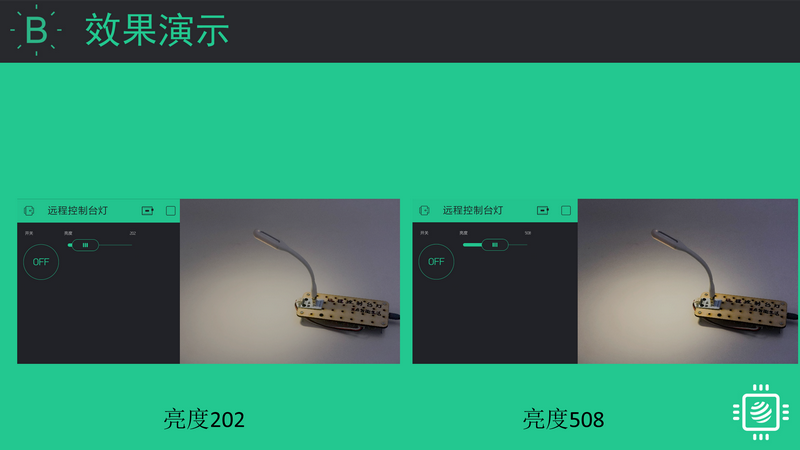 B 效果演示
远程控制台灯
开关 亮度 202
OFF
远程控制台灯
开关 亮度 508
OFF
亮度202
亮度508